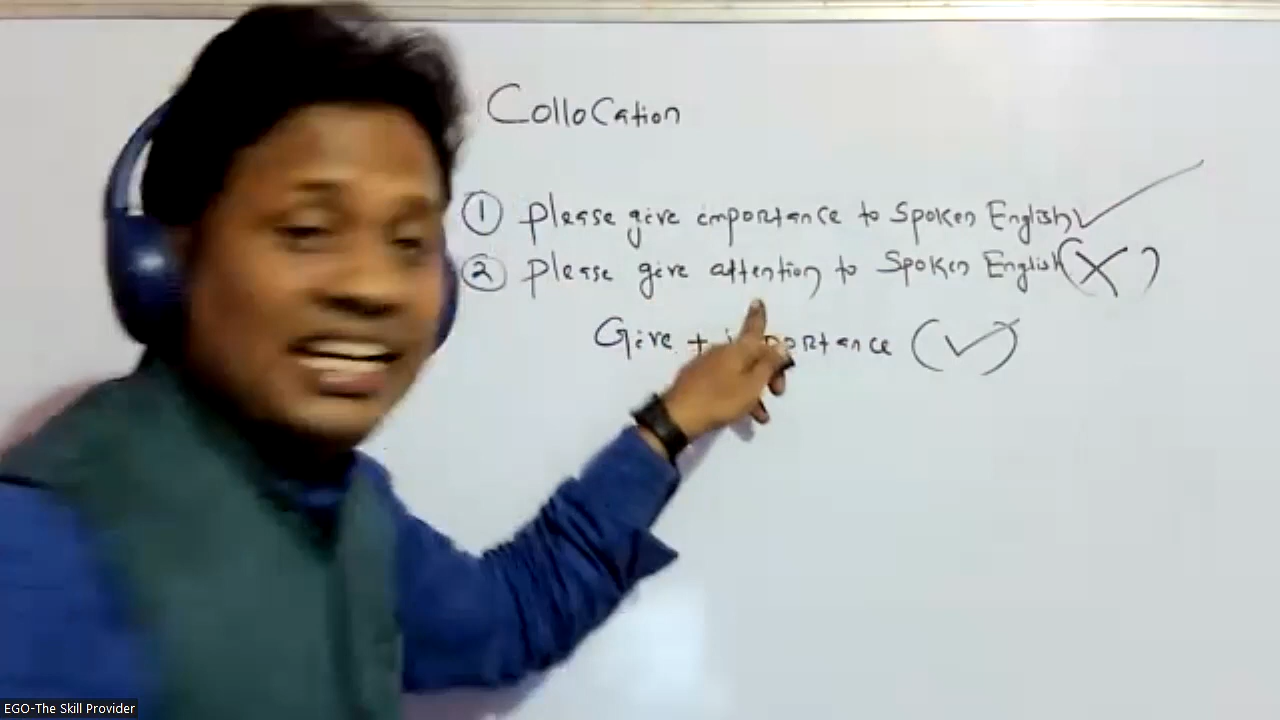 Collocation
① please give importance to Spoken English ✓
② please give attention to Spoken English (X)
Give + importance (✓)
EGO-The Skill Provider